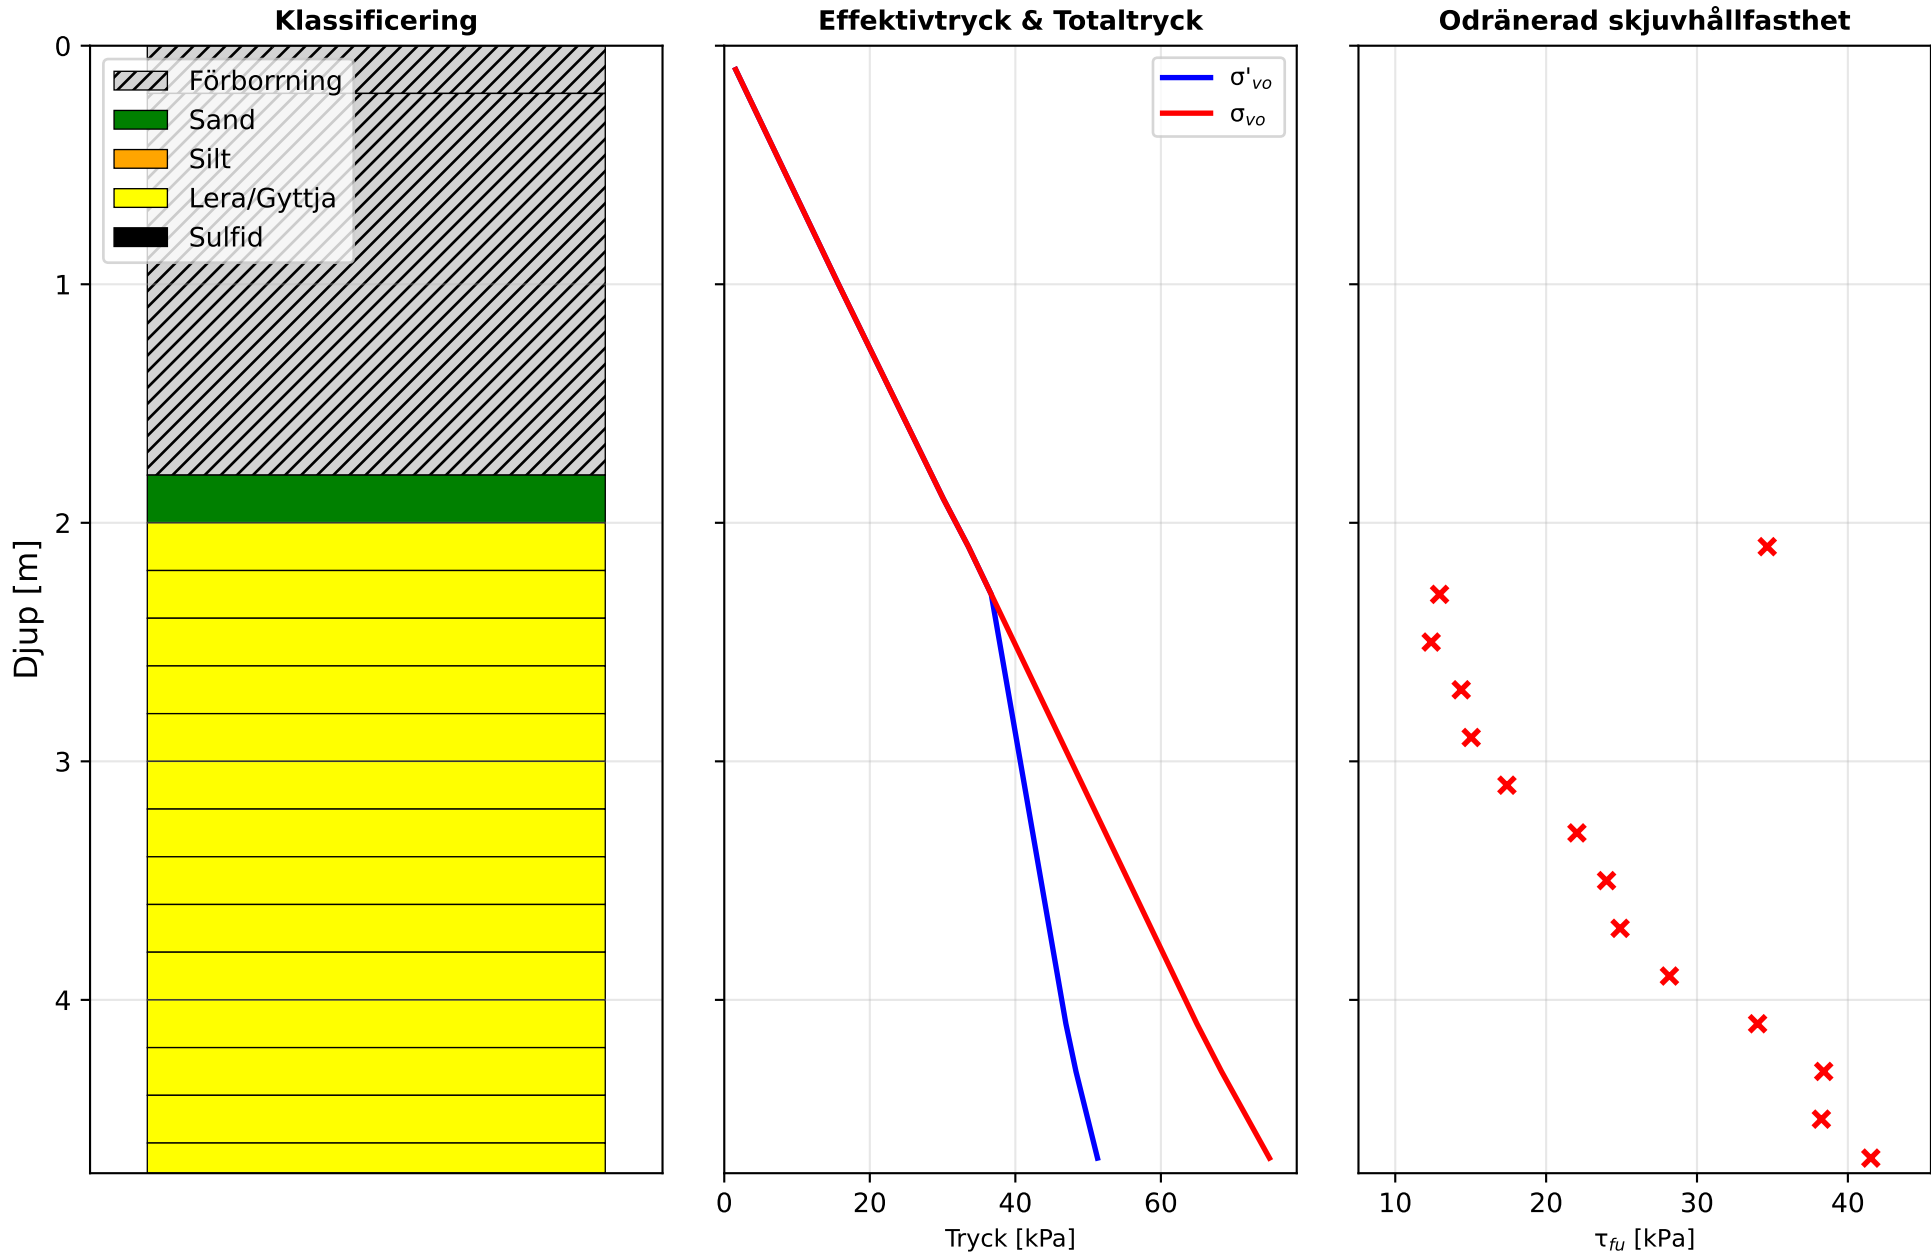 Klassificering
Effektivtryck & Totaltryck
Odränerad skjuvhållfasthet
Förborrning
Sand
Silt
Lera/Gyttja
Sulfid
σ'vo
σvo
Djup [m]
0
1
2
3
4
0 20 40 60
Tryck [kPa]
10 20 30 40
τfu [kPa]